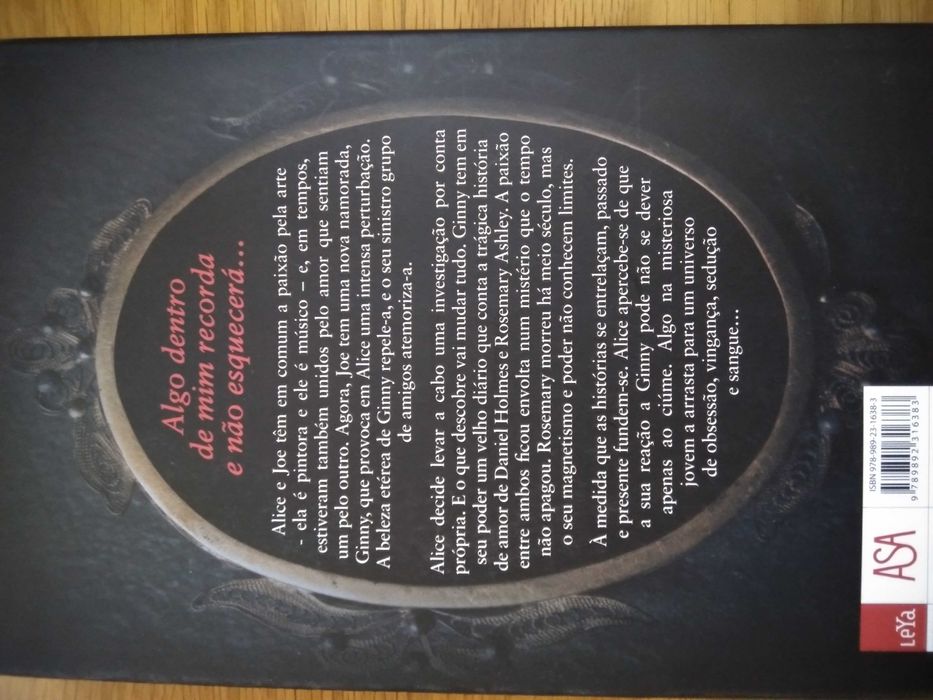 Algo dentro
de mim recorda
e não esquecerá...
Alice e Joe têm em comum a paixão pela arte
- ela é pintora e ele é músico – e, em tempos,
estiveram também unidos pelo amor que sentiam
um pelo outro. Agora, Joe tem uma nova namorada,
Ginny, que provoca em Alice uma intensa perturbação.
A beleza etérea de Ginny repele-a, e o seu sinistro grupo
de amigos atemoriza-a.
Alice decide levar a cabo uma investigação por conta
própria. E o que descobre vai mudar tudo. Ginny tem em
seu poder um velho diário que conta a trágica história
de amor de Daniel Holmes e Rosemary Ashley. A paixão
entre ambos ficou envolta num mistério que o tempo
não apagou. Rosemary morreu há meio século, mas
o seu magnetismo e poder não conhecem limites.
À medida que as histórias se entrelaçam, passado
e presente fundem-se. Alice apercebe-se de que
a sua reação a Ginny pode não se dever
apenas ao ciúme. Algo na misteriosa
jovem a arrasta para um universo
de obsessão, vingança, sedução
e sangue...
LeYa
ASA
ISBN 978-989-23-1638-3
9 789892 316383